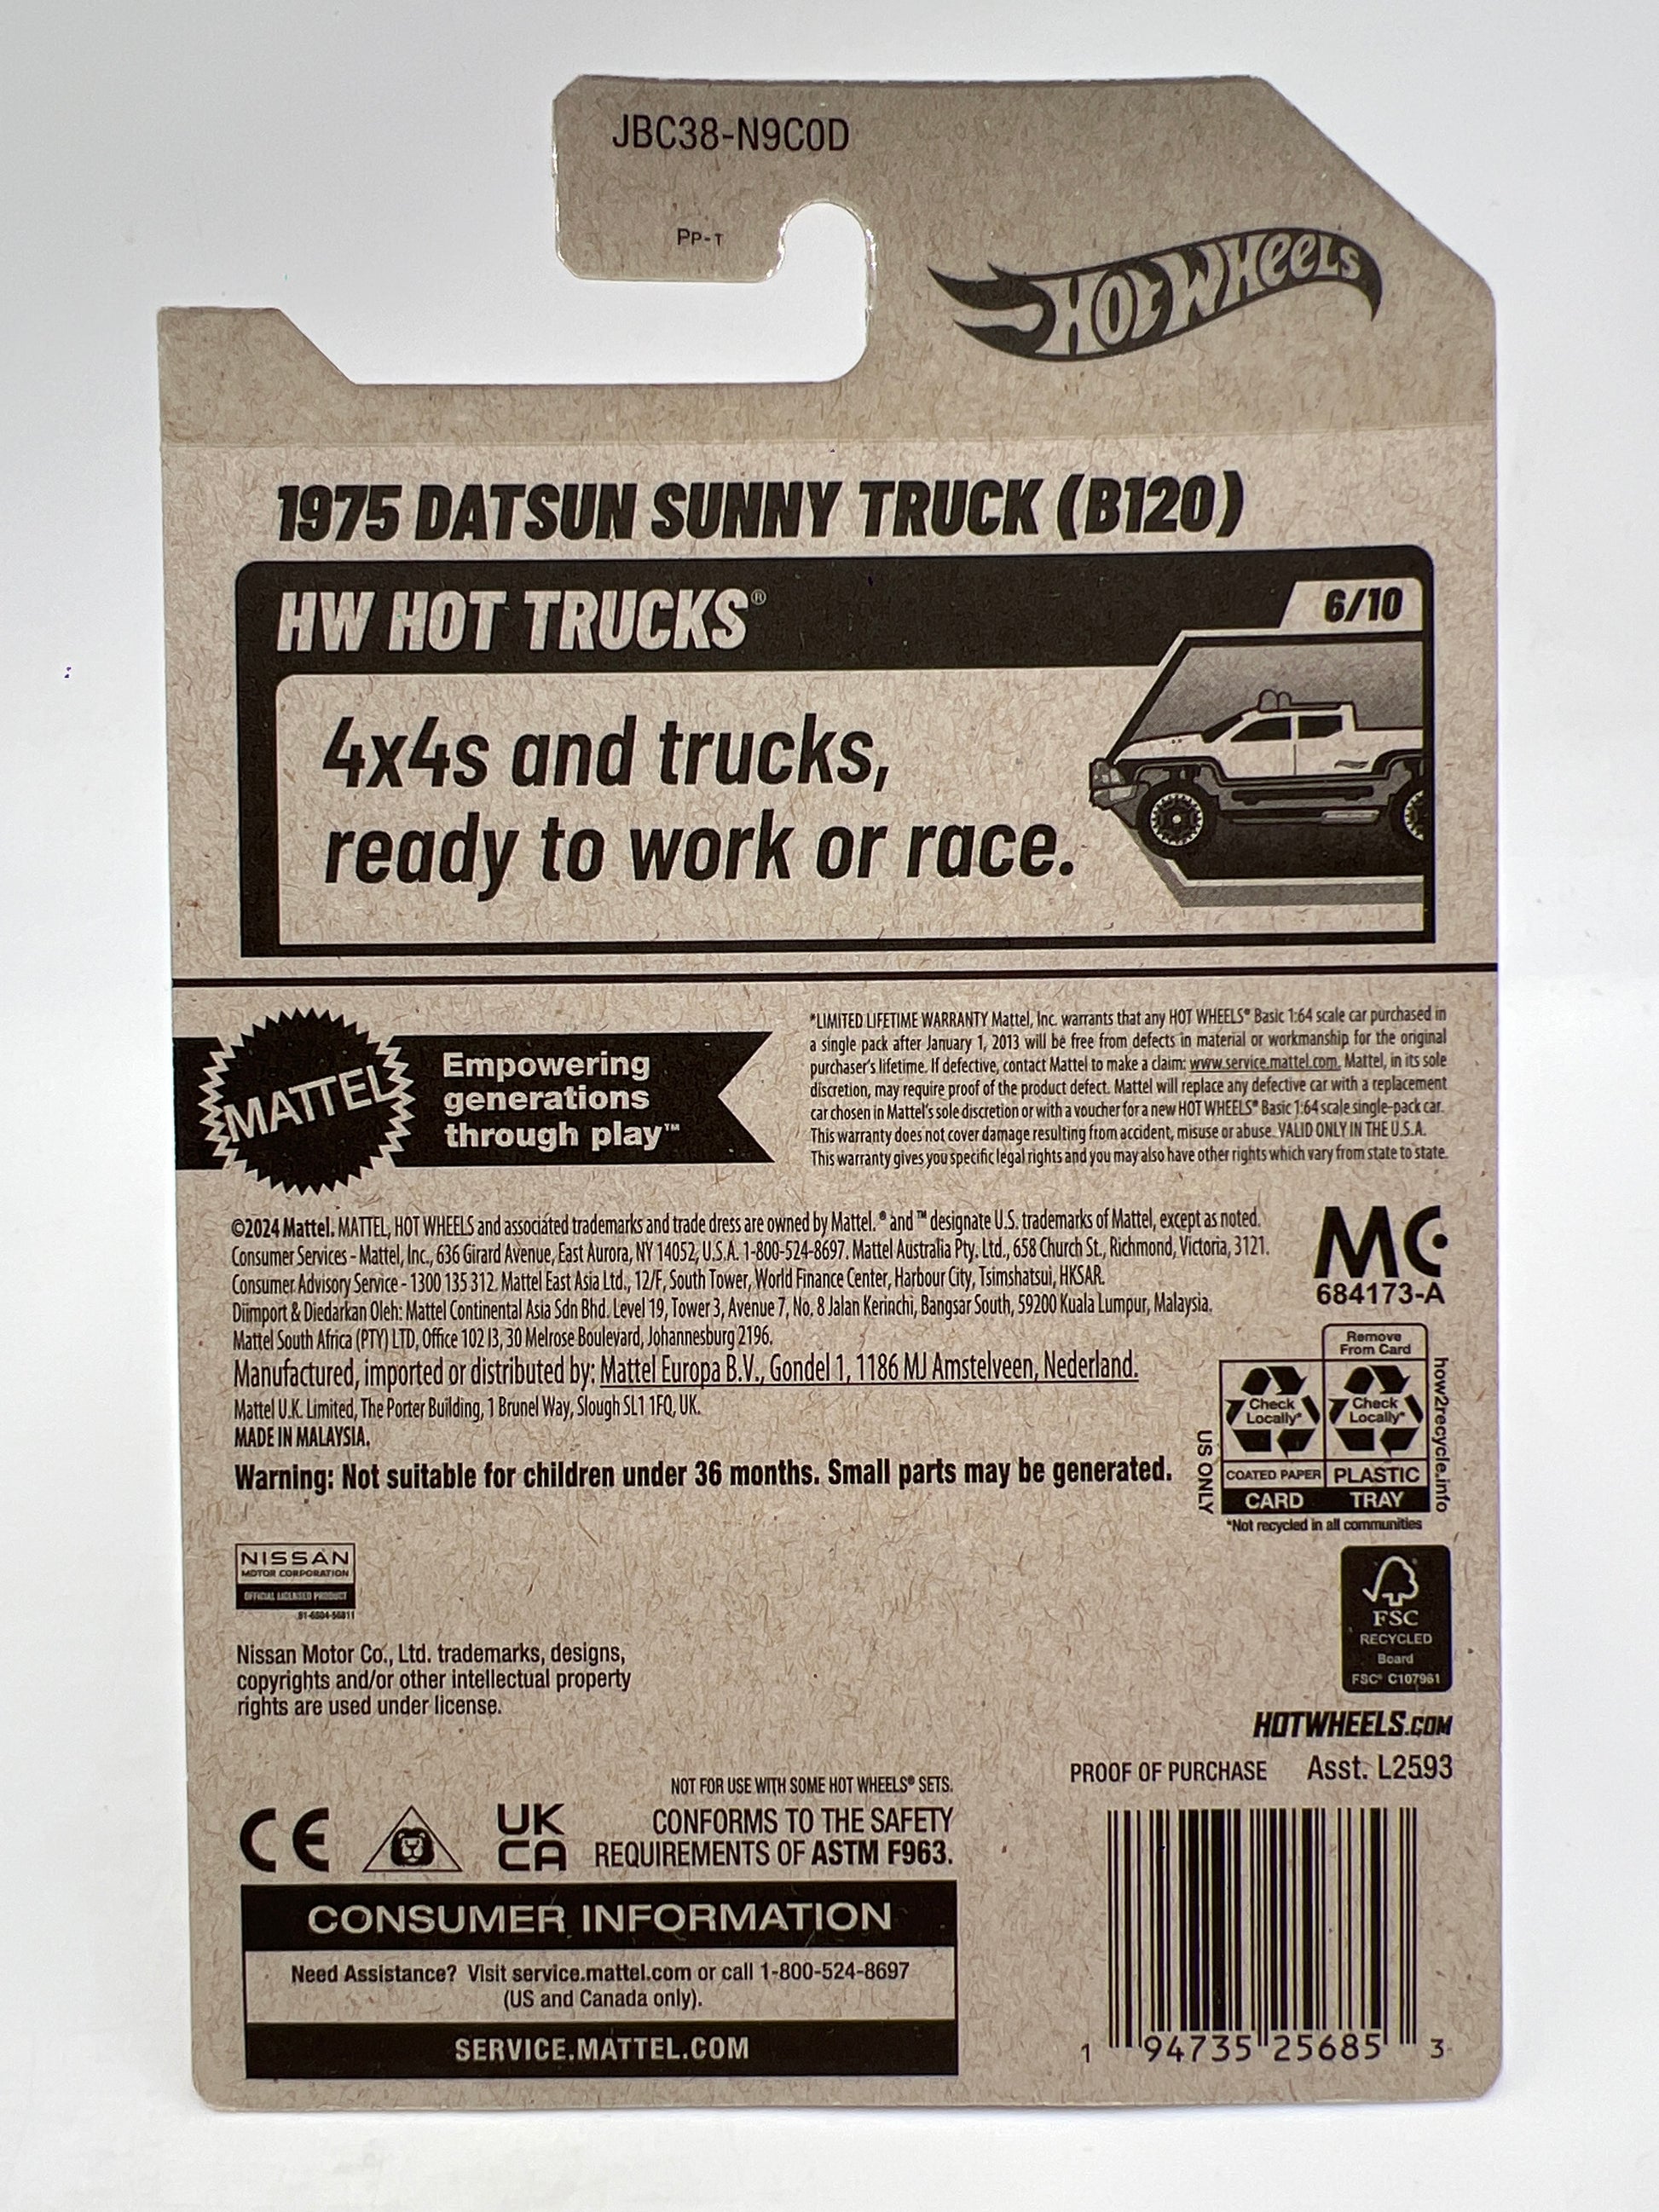 JBC38-N9C0D
PP-T
HOT WHEELS
1975 DATSUN SUNNY TRUCK (B120)
HW HOT TRUCKS®
6/10
4x4s and trucks,
ready to work or race.
MATTEL
Empowering
generations
through play™
*LIMITED LIFETIME WARRANTY Mattel, Inc. warrants that any HOT WHEELS® Basic 1:64 scale car purchased in
a single pack after January 1, 2013 will be free from defects in material or workmanship for the original
purchaser's lifetime. If defective, contact Mattel to make a claim: www.service.mattel.com. Mattel, in its sole
discretion, may require proof of the product defect. Mattel will replace any defective car with a replacement
car chosen in Mattel's sole discretion or with a voucher for a new HOT WHEELS® Basic 1:64 scale single-pack car.
This warranty does not cover damage resulting from accident, misuse or abuse. VALID ONLY IN THE U.S.A.
This warranty gives you specific legal rights and you may also have other rights which vary from state to state.
©2024 Mattel. MATTEL, HOT WHEELS and associated trademarks and trade dress are owned by Mattel. ® and ™ designate U.S. trademarks of Mattel, except as noted.
Consumer Services - Mattel, Inc., 636 Girard Avenue, East Aurora, NY 14052, U.S.A. 1-800-524-8697. Mattel Australia Pty. Ltd., 658 Church St., Richmond, Victoria, 3121.
Consumer Advisory Service - 1300 135 312. Mattel East Asia Ltd., 12/F, South Tower, World Finance Center, Harbour City, Tsimshatsui, HKSAR.
Diimport & Diedarkan Oleh: Mattel Continental Asia Sdn Bhd. Level 19, Tower 3, Avenue 7, No. 8 Jalan Kerinchi, Bangsar South, 59200 Kuala Lumpur, Malaysia.
Mattel South Africa (PTY) LTD, Office 102 I3, 30 Melrose Boulevard, Johannesburg 2196.
Manufactured, imported or distributed by: Mattel Europa B.V., Gondel 1, 1186 MJ Amstelveen, Nederland.
Mattel U.K. Limited, The Porter Building, 1 Brunel Way, Slough SL1 1FQ, UK.
MADE IN MALAYSIA.
Warning: Not suitable for children under 36 months. Small parts may be generated.
MC
684173-A
Remove
From Card
Check
Locally*
Check
Locally*
COATED PAPER
PLASTIC
CARD
TRAY
US ONLY
how2recycle.info
*Not recycled in all communities
NISSAN
MOTOR CORPORATION
OFFICIAL LICENSED PRODUCT
Nissan Motor Co., Ltd. trademarks, designs,
copyrights and/or other intellectual property
rights are used under license.
FSC
RECYCLED
Board
FSC® C107961
HOTWHEELS.COM
PROOF OF PURCHASE
Asst. L2593
NOT FOR USE WITH SOME HOT WHEELS® SETS.
CE
UK
CA
CONFORMS TO THE SAFETY
REQUIREMENTS OF ASTM F963.
CONSUMER INFORMATION
Need Assistance? Visit service.mattel.com or call 1-800-524-8697
(US and Canada only).
SERVICE.MATTEL.COM
1 94735 25685 3